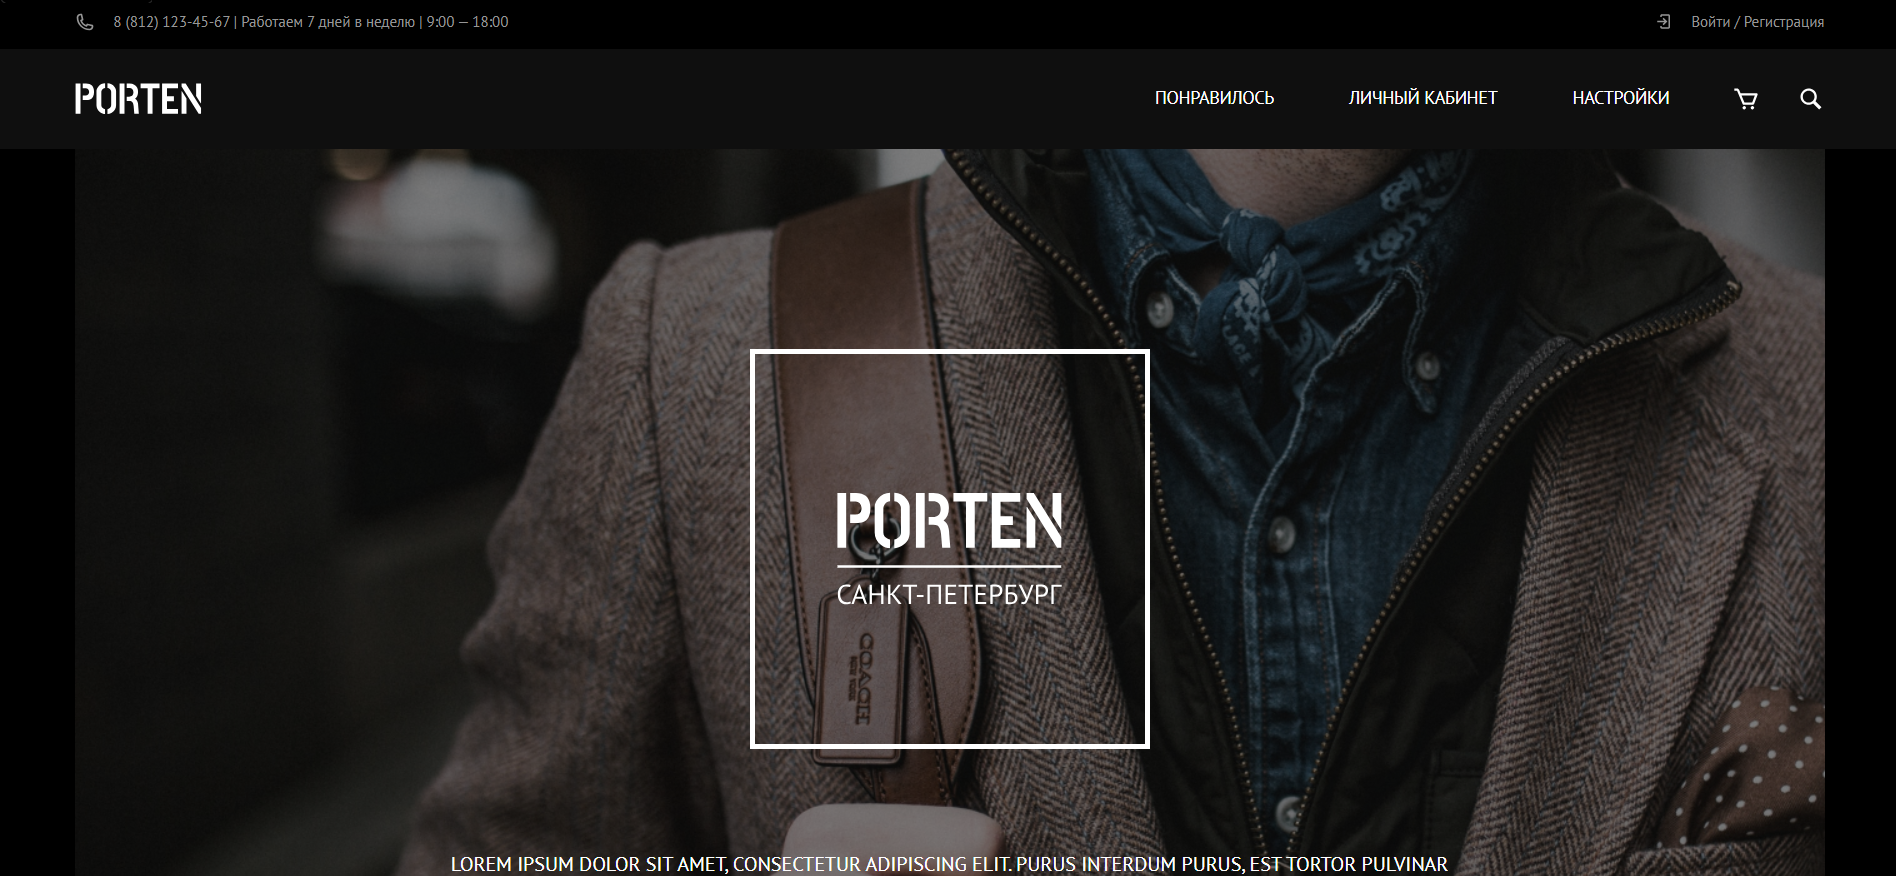 8 (812) 123-45-67 | Работаем 7 дней в неделю | 9:00 — 18:00
Войти / Регистрация
PORTEN
ПОНРАВИЛОСЬ
ЛИЧНЫЙ КАБИНЕТ
НАСТРОЙКИ
PORTEN
САНКТ-ПЕТЕРБУРГ
COACH
LOREM IPSUM DOLOR SIT AMET, CONSECTETUR ADIPISCING ELIT. PURUS INTERDUM PURUS, EST TORTOR PULVINAR